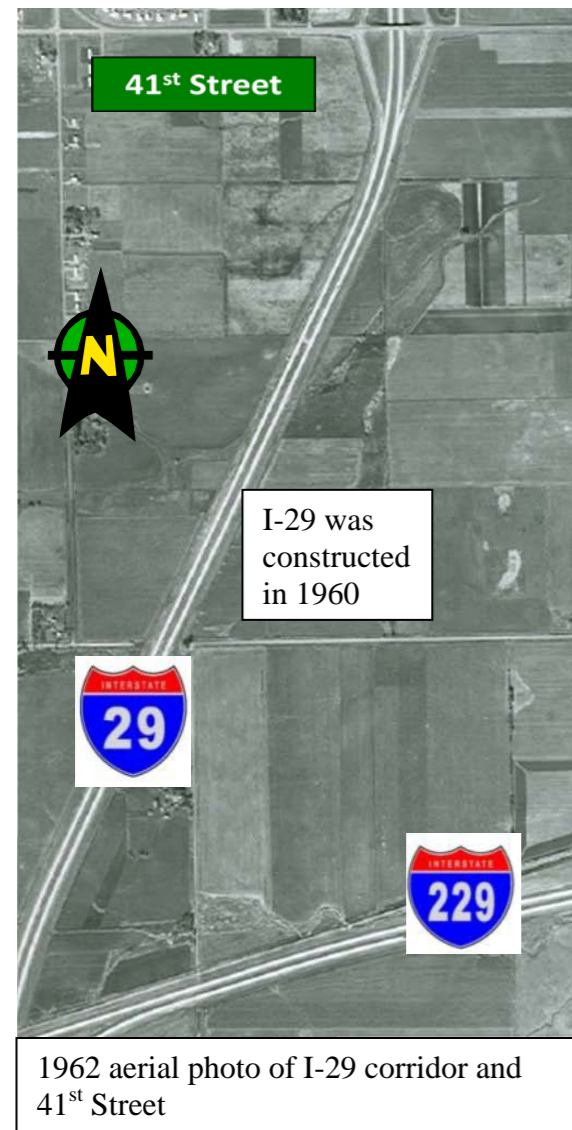 41st Street
N
I-29 was
constructed
in 1960
INTERSTATE
29
INTERSTATE
229
1962 aerial photo of I-29 corridor and
41st Street